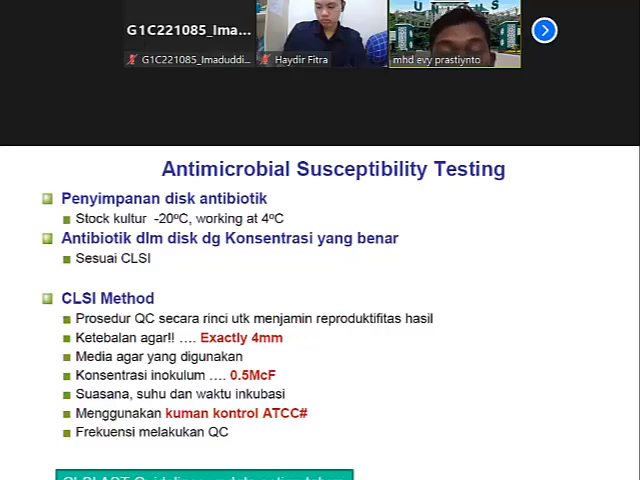 G1C221085_Ima...
U S
G1C221085_Imaduddi...
Haydir Fitra
mhd evy prastiynto
Antimicrobial Susceptibility Testing
Penyimpanan disk antibiotik
Stock kultur -20ºC, working at 4ºC
Antibiotik dlm disk dg Konsentrasi yang benar
Sesuai CLSI
CLSI Method
Prosedur QC secara rinci utk menjamin reproduktifitas hasil
Ketebalan agar!! .... Exactly 4mm
Media agar yang digunakan
Konsentrasi inokulum .... 0.5McF
Suasana, suhu dan waktu inkubasi
Menggunakan kuman kontrol ATCC#
Frekuensi melakukan QC